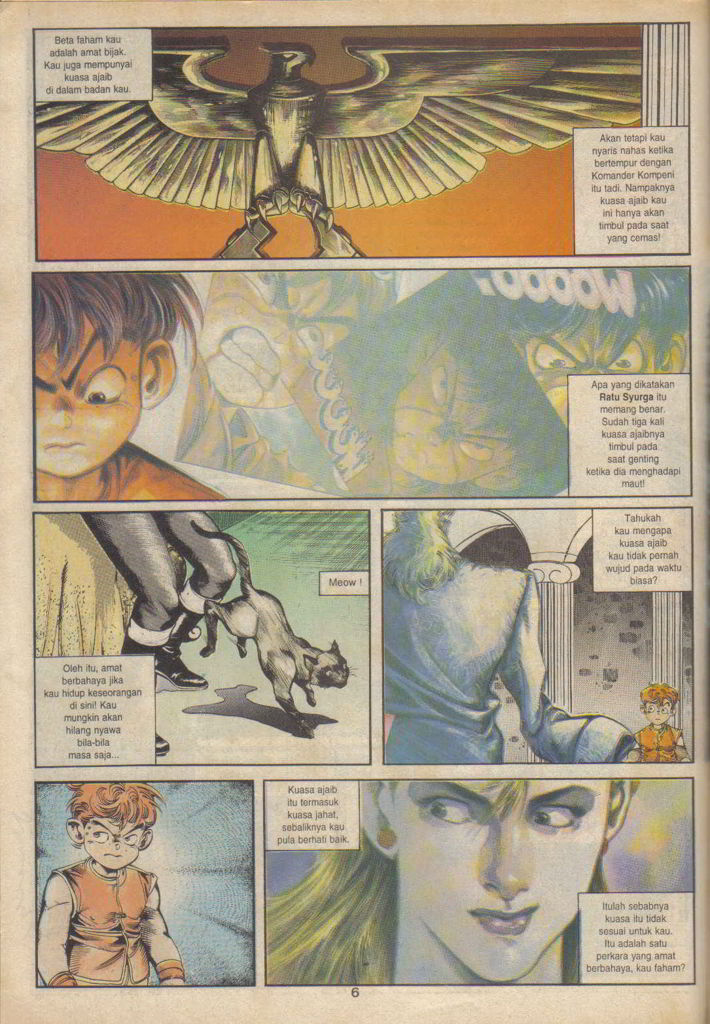 Beta faham kau
adalah amat bijak.
Kau juga mempunyai
kuasa ajaib
di dalam badan kau.
Akan tetapi kau
nyaris nahas ketika
bertempur dengan
Komander Kompeni
itu tadi. Nampaknya
kuasa ajaib kau
ini hanya akan
timbul pada saat
yang cemas!
WOOOO!
Apa yang dikatakan
Ratu Syurga itu
memang benar.
Sudah tiga kali
kuasa ajaibnya
timbul pada
saat genting
ketika dia menghadapi
maut!
Meow !
Oleh itu, amat
berbahaya jika
kau hidup keseorangan
di sini! Kau
mungkin akan
hilang nyawa
bila-bila
masa saja...
Tahukah
kau mengapa
kuasa ajaib
kau tidak pernah
wujud pada waktu
biasa?
Kuasa ajaib
itu termasuk
kuasa jahat,
sebaliknya kau
pula berhati baik.
Itulah sebabnya
kuasa itu tidak
sesuai untuk kau.
Itu adalah satu
perkara yang amat
berbahaya, kau faham?
6